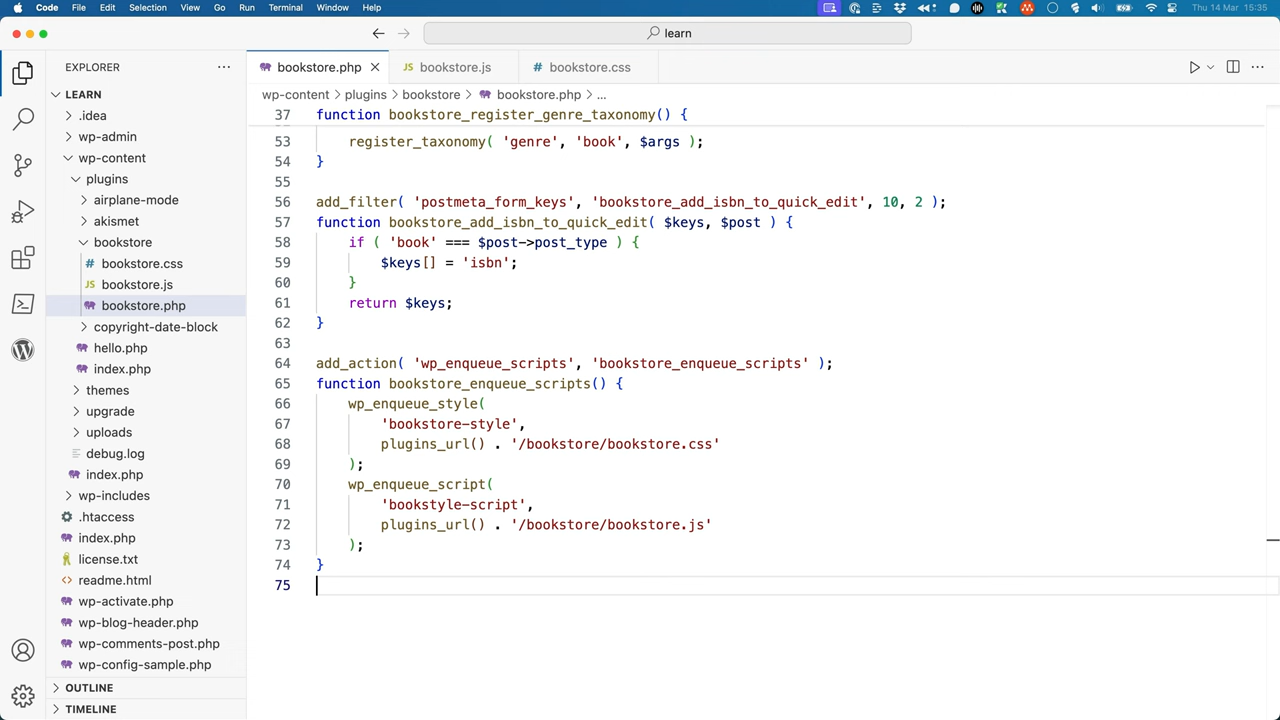 Code File Edit Selection View Go Run Terminal Window Help Thu 14 Mar 15:35
learn
EXPLORER
bookstore.php bookstore.js bookstore.css
wp-content > plugins > bookstore > bookstore.php > ...
LEARN
.idea
wp-admin
wp-content
plugins
airplane-mode
akismet
bookstore
bookstore.css
bookstore.js
bookstore.php
copyright-date-block
hello.php
index.php
themes
upgrade
uploads
debug.log
index.php
wp-includes
.htaccess
index.php
license.txt
readme.html
wp-activate.php
wp-blog-header.php
wp-comments-post.php
wp-config-sample.php
OUTLINE
TIMELINE
37 function bookstore_register_genre_taxonomy() {
53 register_taxonomy( 'genre', 'book', $args );
54 }
55
56 add_filter( 'postmeta_form_keys', 'bookstore_add_isbn_to_quick_edit', 10, 2 );
57 function bookstore_add_isbn_to_quick_edit( $keys, $post ) {
58 if ( 'book' === $post->post_type ) {
59 $keys[] = 'isbn';
60 }
61 return $keys;
62 }
63
64 add_action( 'wp_enqueue_scripts', 'bookstore_enqueue_scripts' );
65 function bookstore_enqueue_scripts() {
66 wp_enqueue_style(
67 'bookstore-style',
68 plugins_url() . '/bookstore/bookstore.css'
69 );
70 wp_enqueue_script(
71 'bookstyle-script',
72 plugins_url() . '/bookstore/bookstore.js'
73 );
74 }
75